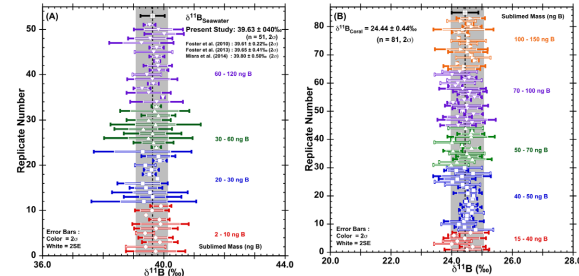 (A)
δ¹¹B Seawater
Present Study: 39.63 ± 040‰
(n = 51, 2σ)
Foster et al. (2010) : 39.61 ± 0.22‰ (2σ)
Foster et al. (2013) : 39.65 ± 0.41‰ (2σ)
Misra et al. (2014) : 39.80 ± 0.50‰ (2σ)
60 - 120 ng B
30 - 60 ng B
20 - 30 ng B
2 - 10 ng B
Sublimed Mass (ng B)
Error Bars :
Color = 2σ
White = 2SE
Replicate Number
50
40
30
20
10
0
36.0
38.0
40.0
42.0
44.0
δ¹¹B (‰)
(B)
Sublimed Mass (ng B)
δ¹¹B Coral = 24.44 ± 0.44‰
(n = 81, 2σ)
100 - 150 ng B
70 - 100 ng B
50 - 70 ng B
40 - 50 ng B
15 - 40 ng B
Error Bars :
Color = 2σ
White = 2SE
Replicate Number
80
70
60
50
40
30
20
10
0
20.0
22.0
24.0
26.0
28.0
δ¹¹B (‰)